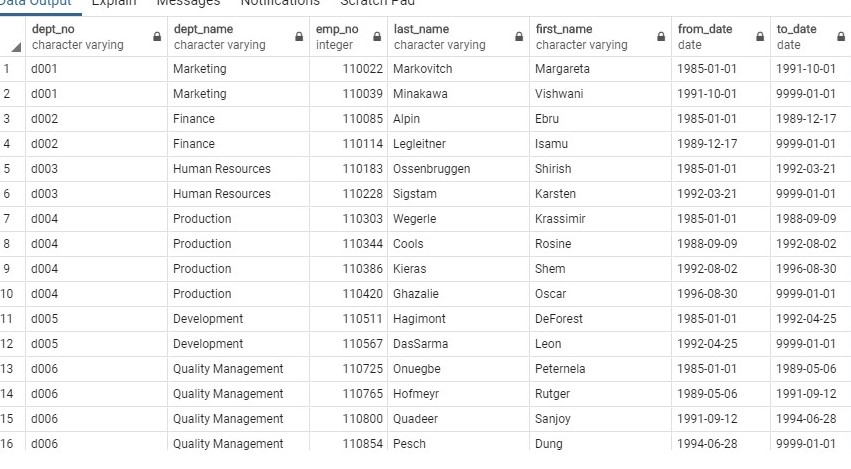 Data Output Explain Messages Notifications Scratch Pad
dept_no dept_name emp_no last_name first_name from_date to_date
character varying character varying integer character varying character varying date date
1 d001 Marketing 110022 Markovitch Margareta 1985-01-01 1991-10-01
2 d001 Marketing 110039 Minakawa Vishwani 1991-10-01 9999-01-01
3 d002 Finance 110085 Alpin Ebru 1985-01-01 1989-12-17
4 d002 Finance 110114 Legleitner Isamu 1989-12-17 9999-01-01
5 d003 Human Resources 110183 Ossenbruggen Shirish 1985-01-01 1992-03-21
6 d003 Human Resources 110228 Sigstam Karsten 1992-03-21 9999-01-01
7 d004 Production 110303 Wegerle Krassimir 1985-01-01 1988-09-09
8 d004 Production 110344 Cools Rosine 1988-09-09 1992-08-02
9 d004 Production 110386 Kieras Shem 1992-08-02 1996-08-30
10 d004 Production 110420 Ghazalie Oscar 1996-08-30 9999-01-01
11 d005 Development 110511 Hagimont DeForest 1985-01-01 1992-04-25
12 d005 Development 110567 DasSarma Leon 1992-04-25 9999-01-01
13 d006 Quality Management 110725 Onuegbe Peternela 1985-01-01 1989-05-06
14 d006 Quality Management 110765 Hofmeyr Rutger 1989-05-06 1991-09-12
15 d006 Quality Management 110800 Quadeer Sanjoy 1991-09-12 1994-06-28
16 d006 Quality Management 110854 Pesch Dung 1994-06-28 9999-01-01